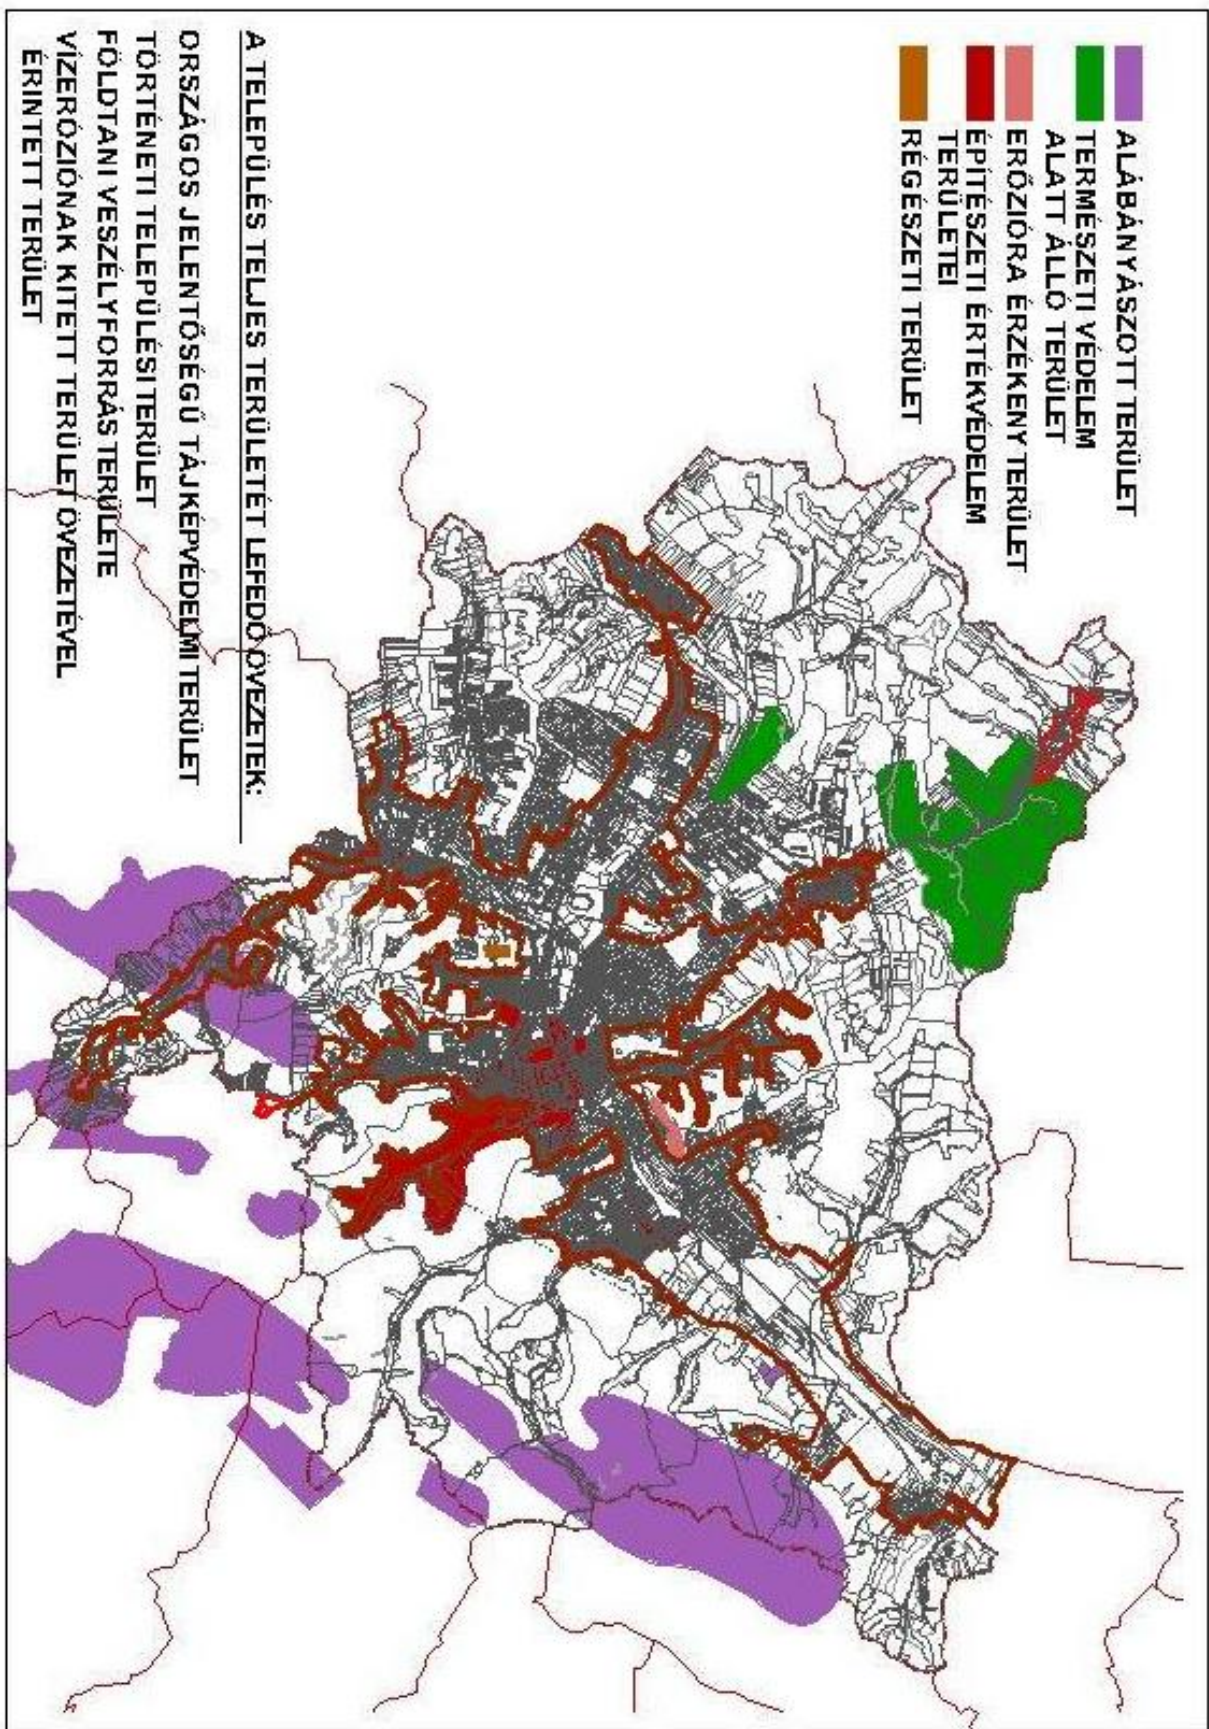 ALÁBÁNYÁSZOTT TERÜLET
TERMÉSZETI VÉDELEM
ALATT ÁLLÓ TERÜLET
ERŐZIÓRA ÉRZÉKENY TERÜLET
ÉPÍTÉSZETI ÉRTÉKVÉDELEM
TERÜLETEI
RÉGÉSZETI TERÜLET
A TELEPÜLÉS TELJES TERÜLETÉT LEFEDŐ ÖVEZETEK:
ORSZÁGOS JELENTŐSÉGŰ TÁJKÉPVÉDELMI TERÜLET
TÖRTÉNETI TELEPÜLÉSI TERÜLET
FÖLDTANI VESZÉLYFORRÁS TERÜLETE
VÍZERÓZIÓNAK KITETT TERÜLET ÖVEZETÉVEL
ÉRINTETT TERÜLET